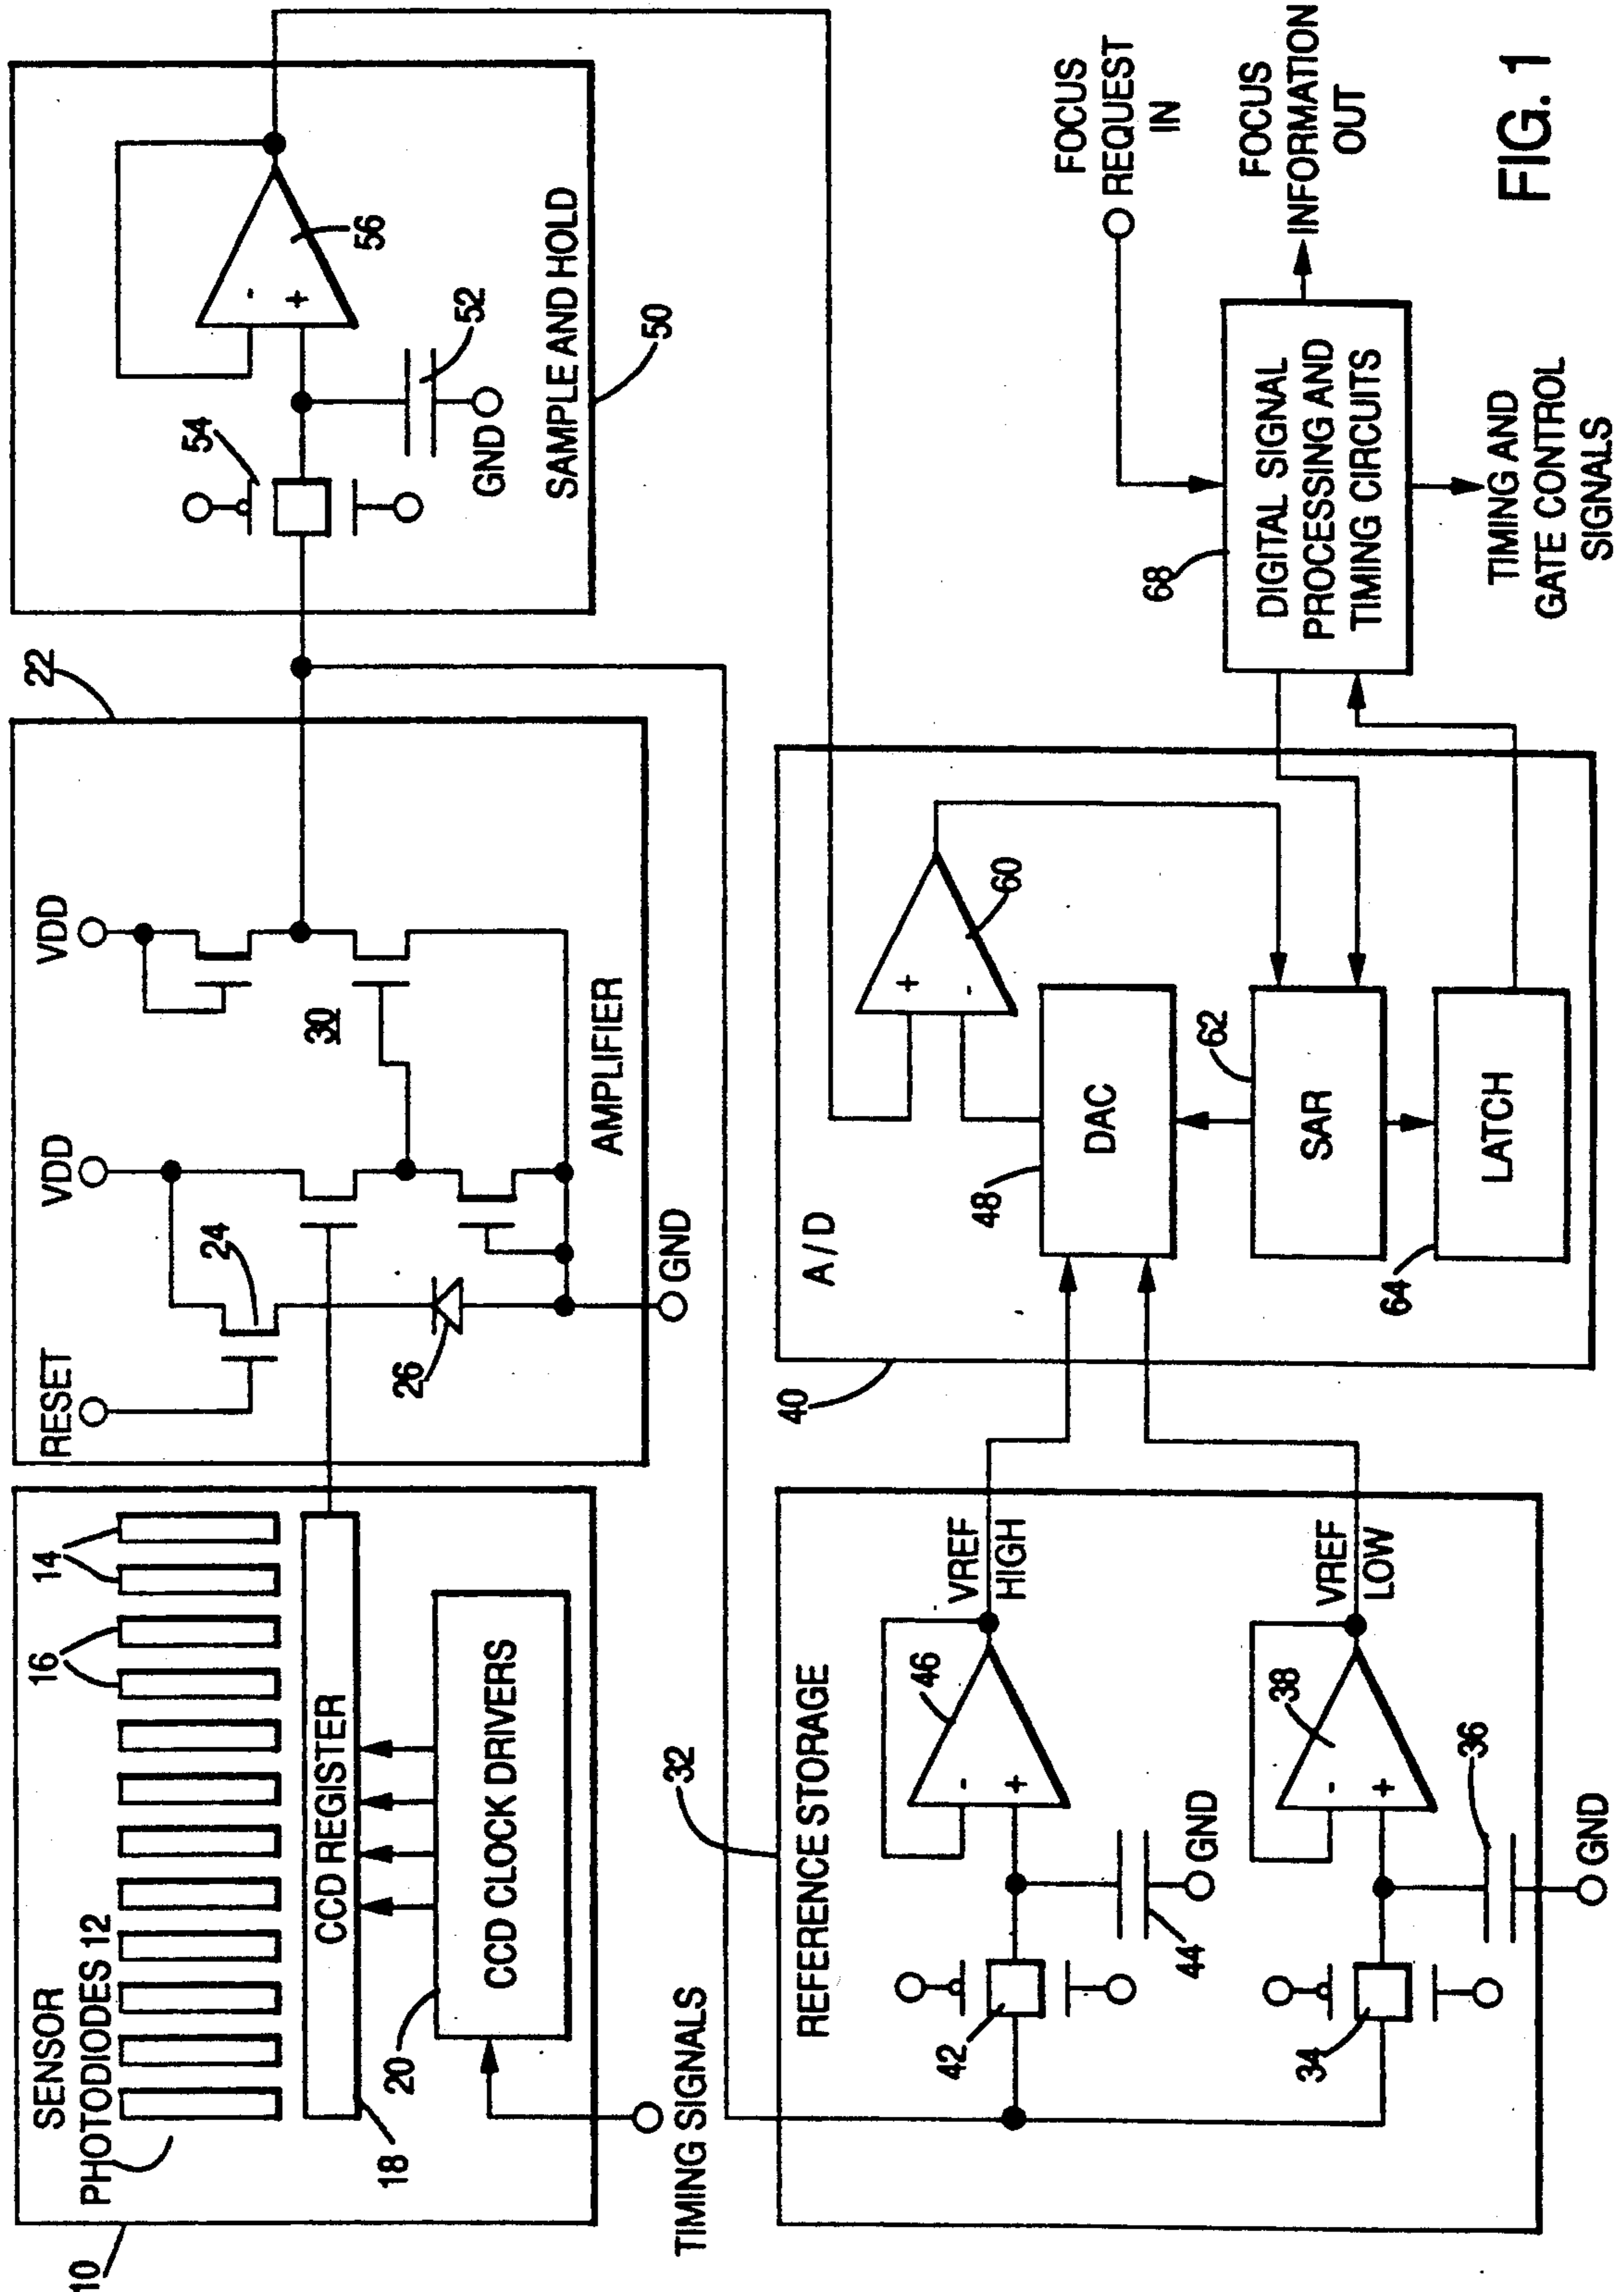 10
SENSOR
PHOTODIODES 12
16
14
CCD REGISTER
18
20
CCD CLOCK DRIVERS
TIMING SIGNALS
22
RESET
VDD
VDD
24
26
30
AMPLIFIER
GND
54
-
+
56
52
GND
SAMPLE AND HOLD
50
32
REFERENCE STORAGE
42
44
GND
-
+
46
VREF
HIGH
34
36
GND
-
+
38
VREF
LOW
40
A / D
+
-
60
48
DAC
62
SAR
64
LATCH
68
DIGITAL SIGNAL
PROCESSING AND
TIMING CIRCUITS
FOCUS
REQUEST
IN
FOCUS
INFORMATION
OUT
TIMING AND
GATE CONTROL
SIGNALS
FIG. 1